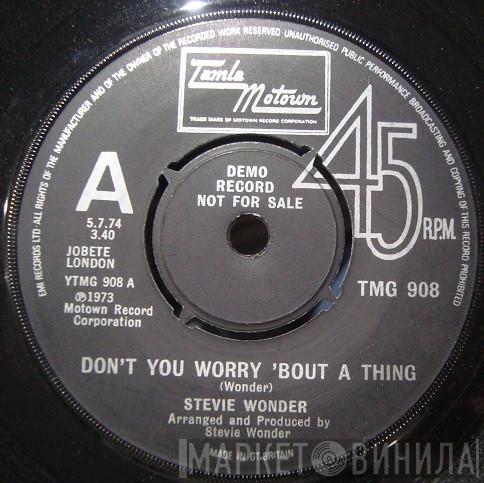 EMI RECORDS LTD·ALL RIGHTS OF THE MANUFACTURER AND OF THE OWNER OF THE RECORDED WORK RESERVED·UNAUTHORISED PUBLIC PERFORMANCE BROADCASTING AND COPYING OF THIS RECORD PROHIBITED
Tamla
Motown
TRADE MARK OF MOTOWN RECORD CORPORATION
A
DEMO
RECORD
NOT FOR SALE
45
R.P.M.
5.7.74
3.40
JOBETE
LONDON
YTMG 908 A
℗1973
Motown Record
Corporation
TMG 908
DON'T YOU WORRY 'BOUT A THING
(Wonder)
STEVIE WONDER
Arranged and Produced by
Stevie Wonder
MADE IN GT. BRITAIN
МАРКЕТ ВИНИЛА